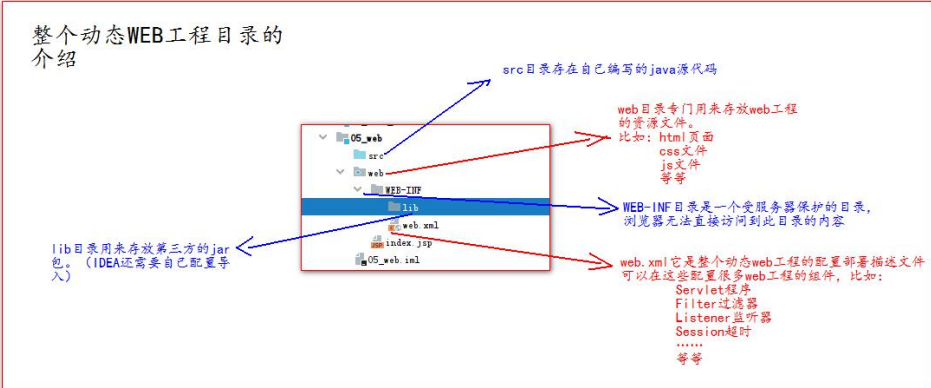 整个动态WEB工程目录的
介绍
src目录存在自己编写的java源代码
web目录专门用来存放web工程
的资源文件。
比如：html页面
css文件
js文件
等等
05_web
src
web
WEB-INF
lib
web.xml
index.jsp
05_web.iml
WEB-INF目录是一个受服务器保护的目录，
浏览器无法直接访问到此目录的内容
lib目录用来存放第三方的jar
包。（IDEA还需要自己配置导
入）
web.xml它是整个动态web工程的配置部署描述文件
可以在这些配置很多web工程的组件，比如：
Servlet程序
Filter过滤器
Listener监听器
Session超时
……
等等